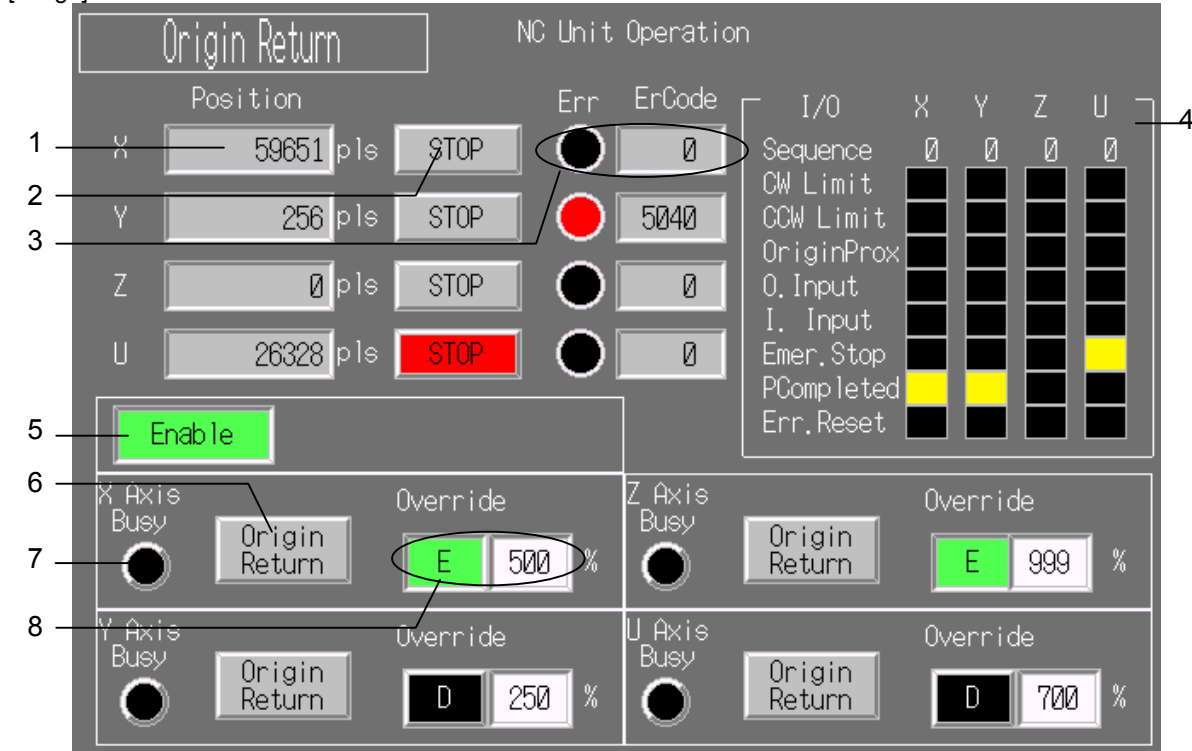 Origin Return
NC Unit Operation
Position Err ErCode
I/O X Y Z U 4
1 X 59651 pls STOP 0
Sequence 0 0 0 0
CW Limit
2
Y 256 pls STOP 5040
CCW Limit
3
OriginProx
Z 0 pls STOP 0
O.Input
I. Input
U 26328 pls STOP 0
Emer.Stop
PCompleted
Err.Reset
5 Enable
6
X Axis
Busy
Origin
Return
Override
E 500 %
7
8
Z Axis
Busy
Origin
Return
Override
E 999 %
Y Axis
Busy
Origin
Return
Override
D 250 %
U Axis
Busy
Origin
Return
Override
D 700 %